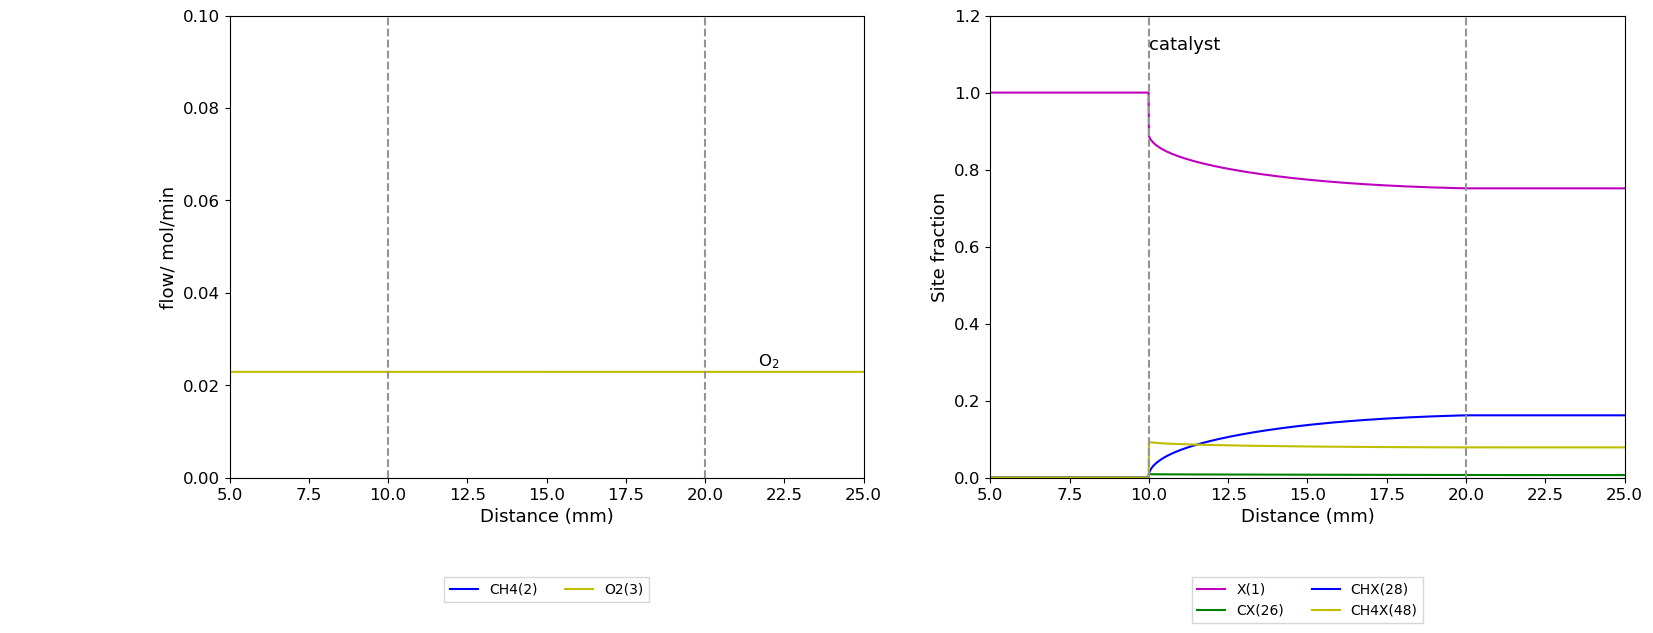 0.10
0.08
0.06
0.04
0.02
0.00
flow/ mol/min
O₂
5.0 7.5 10.0 12.5 15.0 17.5 20.0 22.5 25.0
Distance (mm)
CH4(2) O2(3)
1.2
1.0
0.8
0.6
0.4
0.2
0.0
Site fraction
catalyst
5.0 7.5 10.0 12.5 15.0 17.5 20.0 22.5 25.0
Distance (mm)
X(1) CHX(28)
CX(26) CH4X(48)